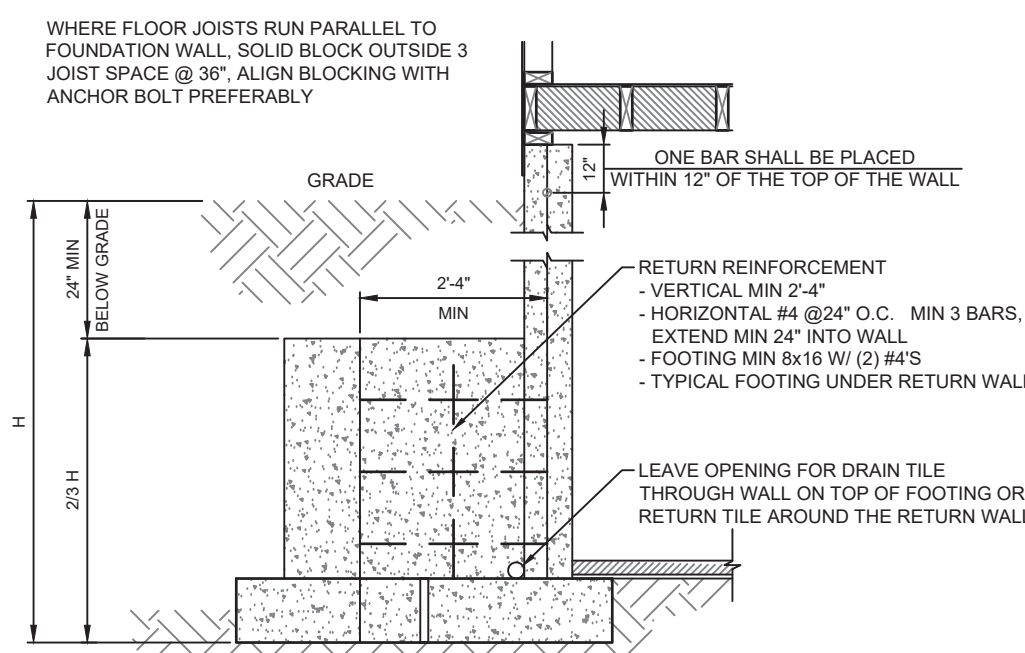 WHERE FLOOR JOISTS RUN PARALLEL TO
FOUNDATION WALL, SOLID BLOCK OUTSIDE 3
JOIST SPACE @ 36", ALIGN BLOCKING WITH
ANCHOR BOLT PREFERABLY
12"
ONE BAR SHALL BE PLACED
WITHIN 12" OF THE TOP OF THE WALL
GRADE
24" MIN
BELOW GRADE
2'-4"
MIN
RETURN REINFORCEMENT
- VERTICAL MIN 2'-4"
- HORIZONTAL #4 @24" O.C. MIN 3 BARS,
EXTEND MIN 24" INTO WALL
- FOOTING MIN 8x16 W/ (2) #4'S
- TYPICAL FOOTING UNDER RETURN WALL
H
2/3 H
LEAVE OPENING FOR DRAIN TILE
THROUGH WALL ON TOP OF FOOTING OR
RETURN TILE AROUND THE RETURN WALL